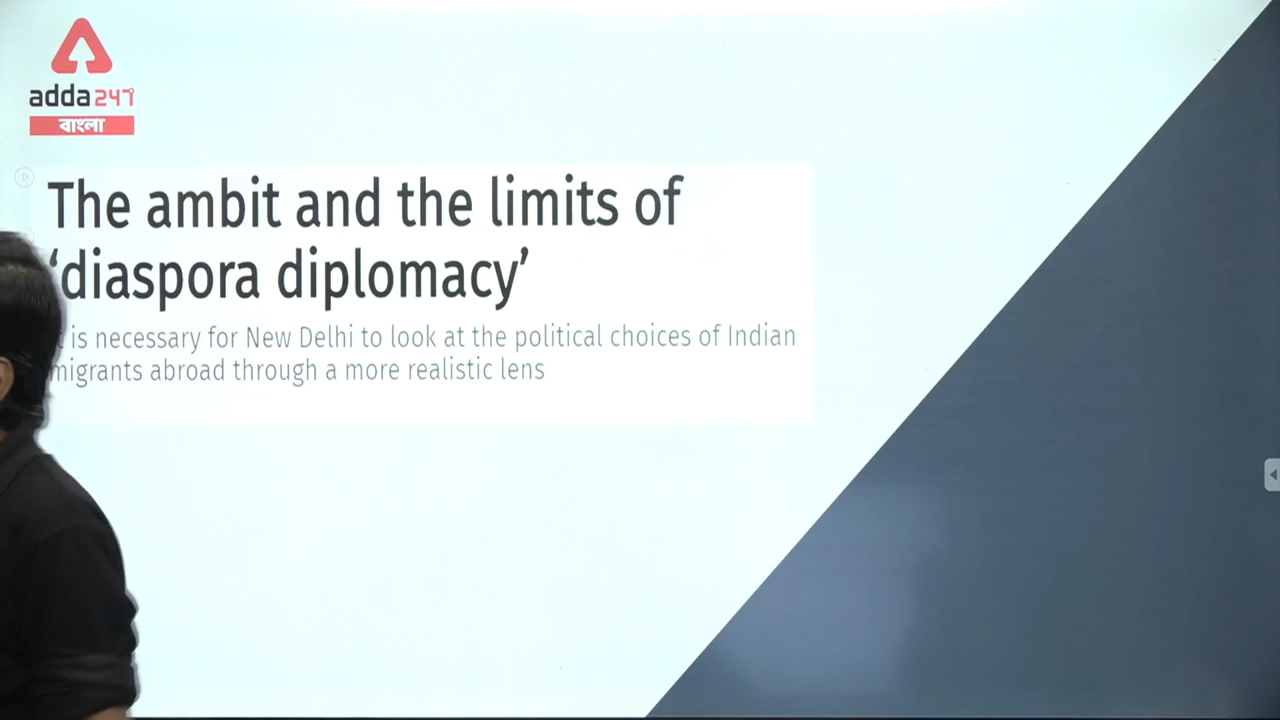 adda247
বাংলা
The ambit and the limits of
‘diaspora diplomacy’
is necessary for New Delhi to look at the political choices of Indian
migrants abroad through a more realistic lens